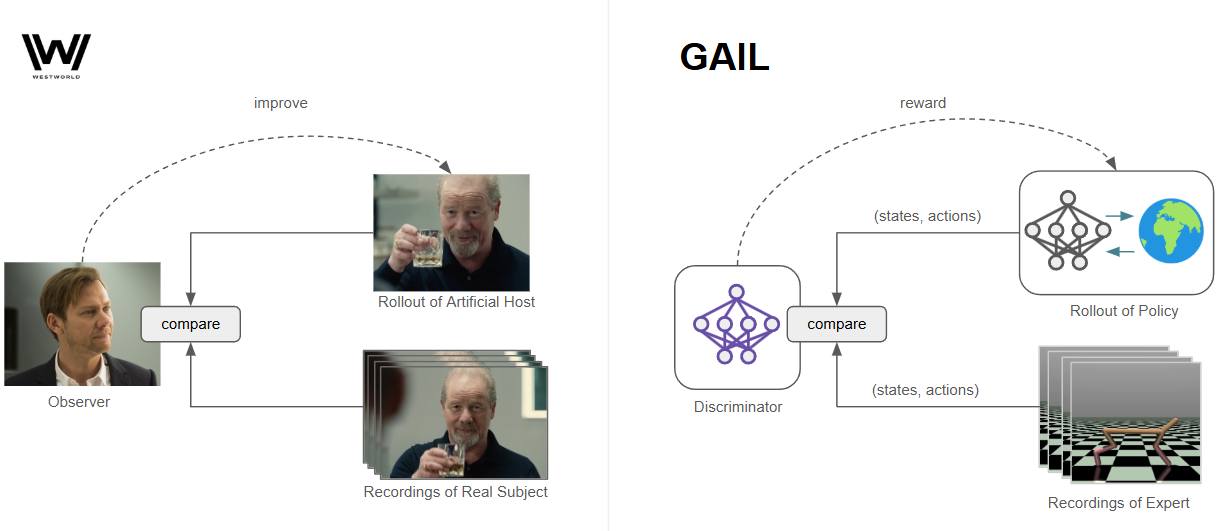 W
WESTWORLD
improve
Rollout of Artificial Host
compare
Observer
Recordings of Real Subject
GAIL
reward
(states, actions)
Rollout of Policy
compare
(states, actions)
Discriminator
Recordings of Expert